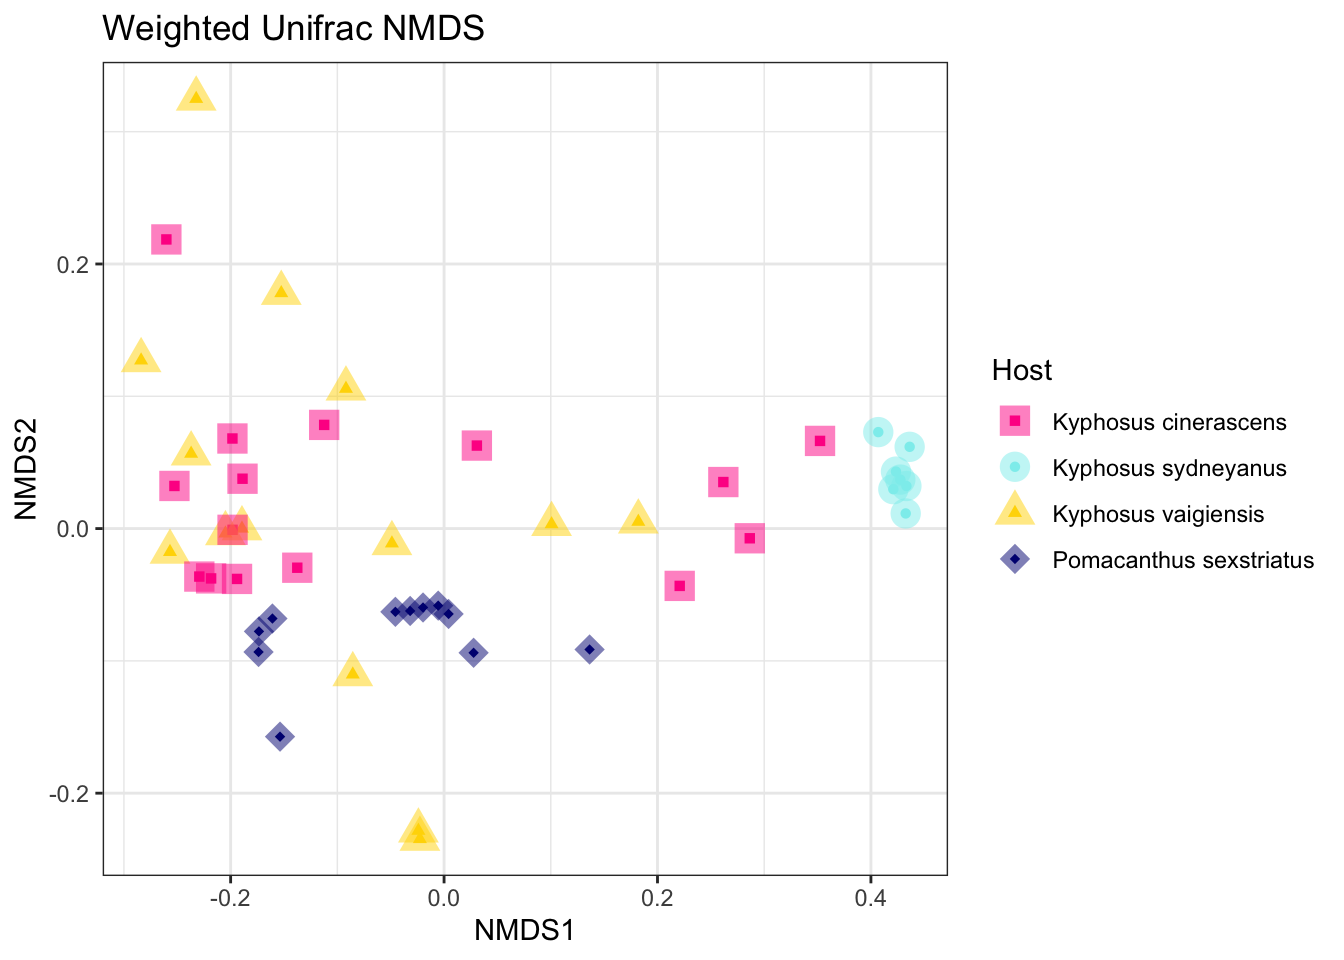 Weighted Unifrac NMDS
0.2
0.0
-0.2
NMDS2
-0.2
0.0
0.2
0.4
NMDS1
Host
Kyphosus cinerascens
Kyphosus sydneyanus
Kyphosus vaigiensis
Pomacanthus sexstriatus